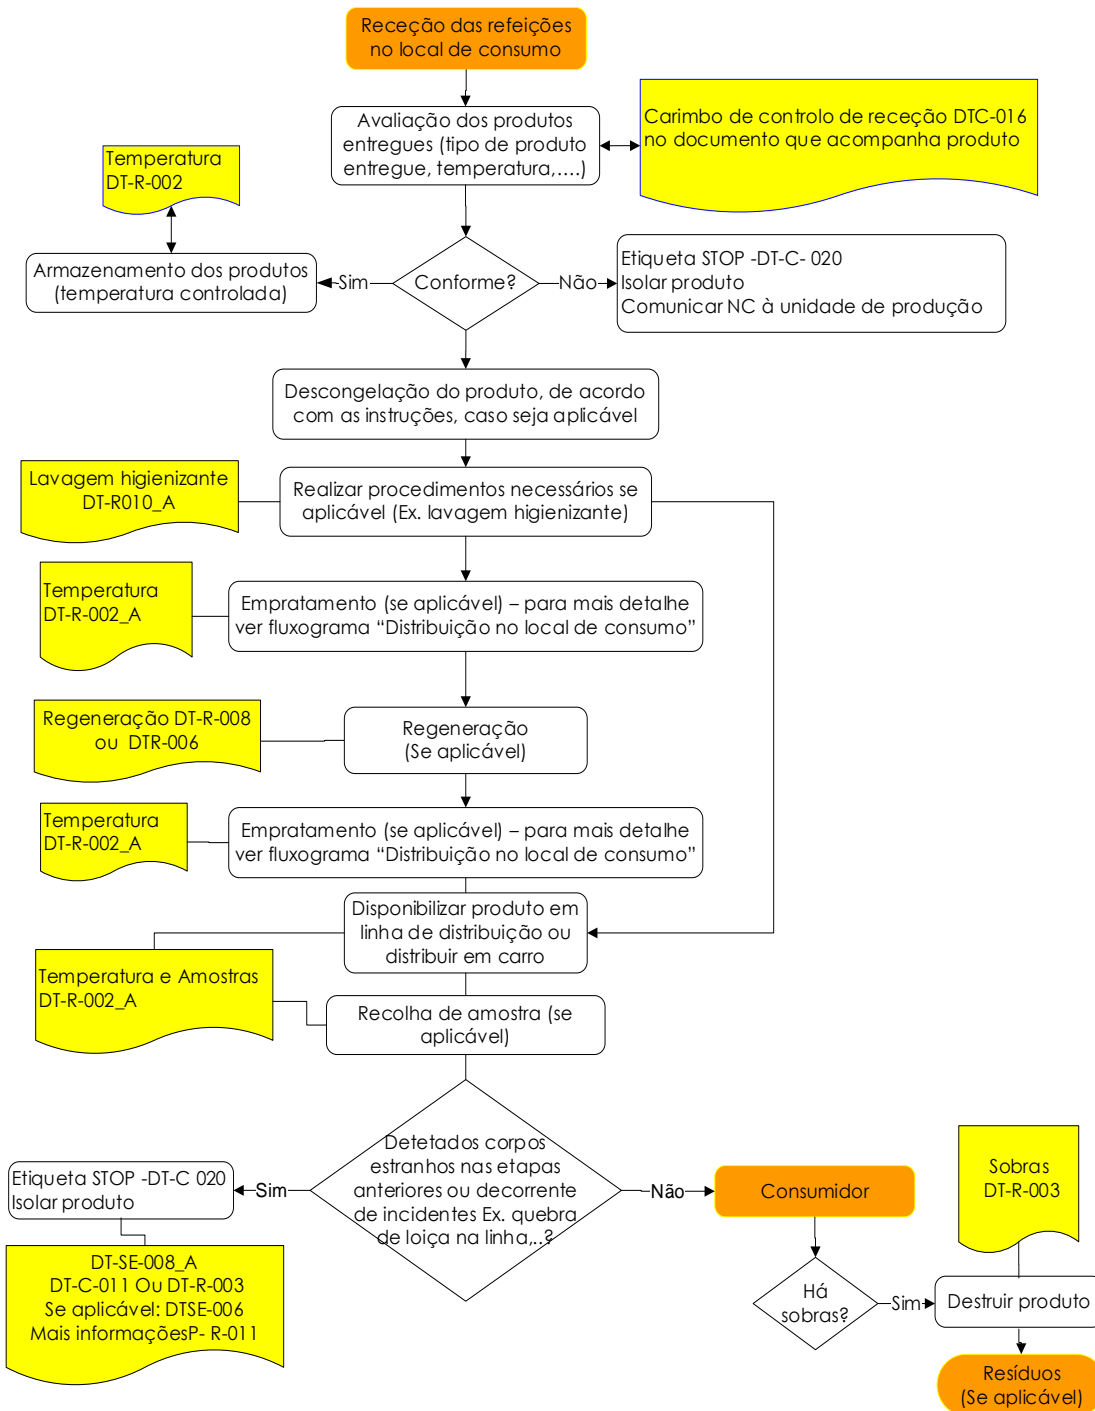 Receção das refeições
no local de consumo
Avaliação dos produtos
entregues (tipo de produto
entregue, temperatura,....)
Carimbo de controlo de receção DTC-016
no documento que acompanha produto
Temperatura
DT-R-002
Armazenamento dos produtos
(temperatura controlada)
Sim
Conforme?
Não
Etiqueta STOP -DT-C- 020
Isolar produto
Comunicar NC à unidade de produção
Descongelação do produto, de acordo
com as instruções, caso seja aplicável
Lavagem higienizante
DT-R010_A
Realizar procedimentos necessários se
aplicável (Ex. lavagem higienizante)
Temperatura
DT-R-002_A
Empratamento (se aplicável) – para mais detalhe
ver fluxograma “Distribuição no local de consumo”
Regeneração DT-R-008
ou DTR-006
Regeneração
(Se aplicável)
Temperatura
DT-R-002_A
Empratamento (se aplicável) – para mais detalhe
ver fluxograma “Distribuição no local de consumo”
Disponibilizar produto em
linha de distribuição ou
distribuir em carro
Temperatura e Amostras
DT-R-002_A
Recolha de amostra (se
aplicável)
Detetados corpos
estranhos nas etapas
anteriores ou decorrente
de incidentes Ex. quebra
de loiça na linha,..?
Sim
Etiqueta STOP -DT-C 020
Isolar produto
DT-SE-008_A
DT-C-011 Ou DT-R-003
Se aplicável: DTSE-006
Mais informaçõesP- R-011
Não
Consumidor
Sobras
DT-R-003
Há
sobras?
Sim
Destruir produto
Resíduos
(Se aplicável)